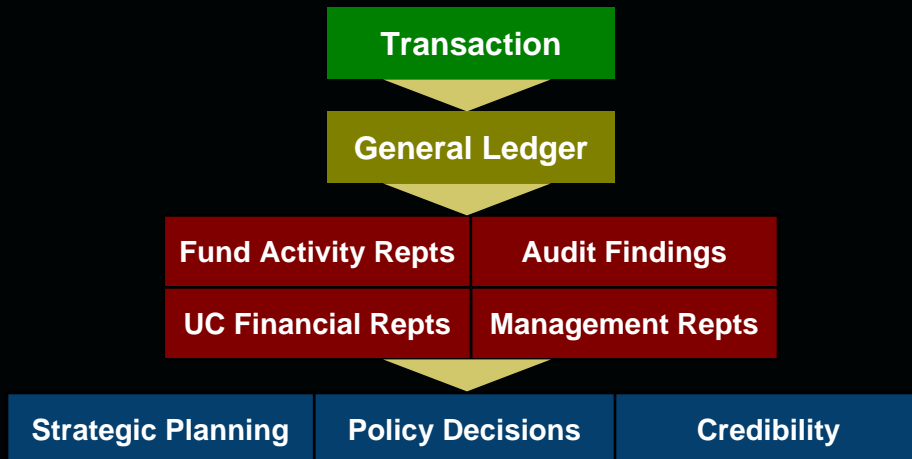 Transaction
General Ledger
Fund Activity Repts
Audit Findings
UC Financial Repts
Management Repts
Strategic Planning
Policy Decisions
Credibility